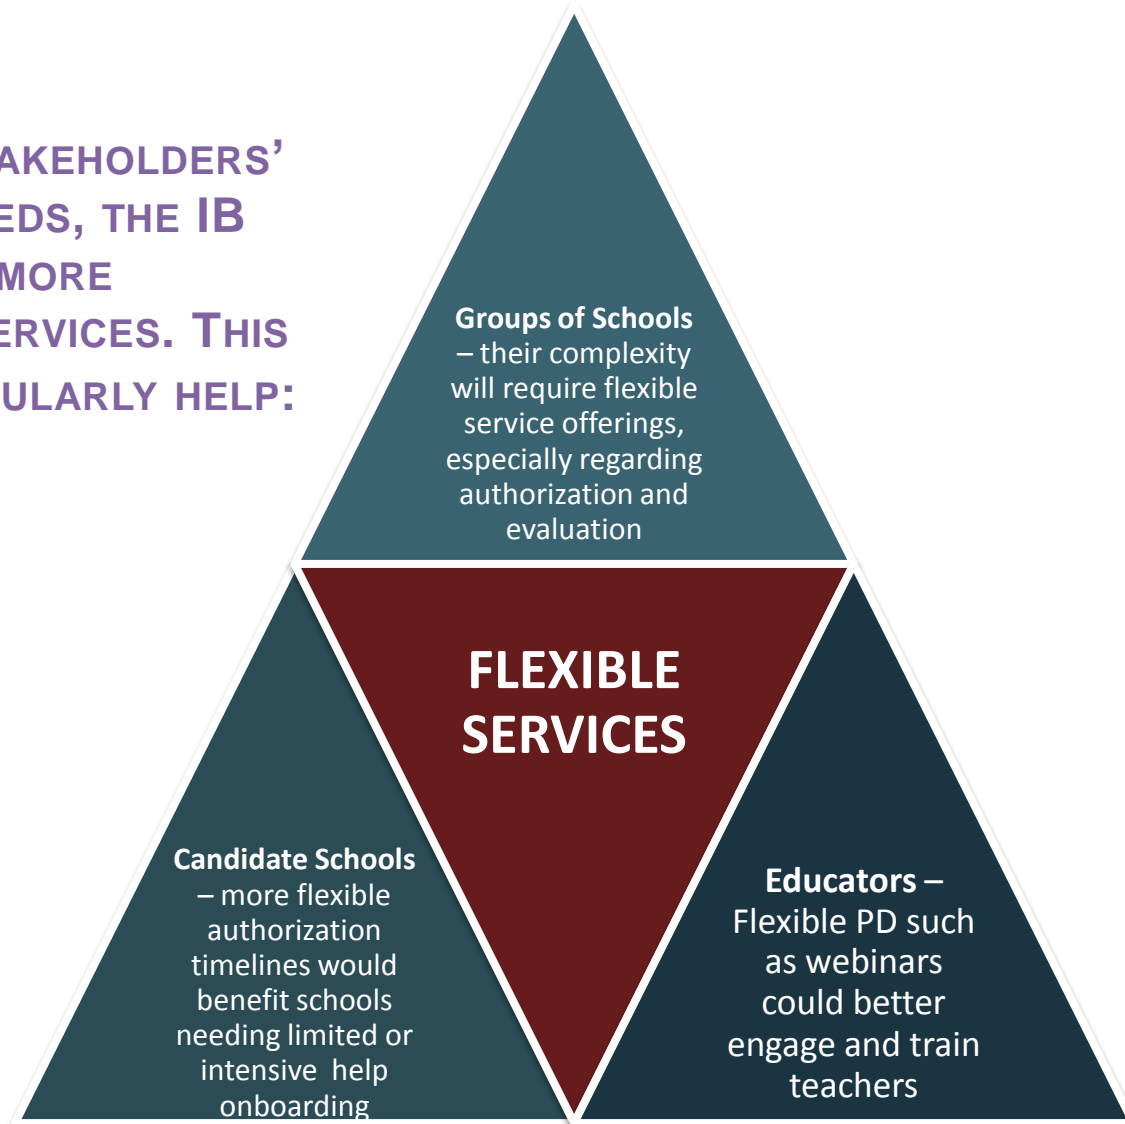 AKEHOLDERS'
EDS, THE IB
MORE
ERVICES. THIS
ULARLY HELP:
Groups of Schools
– their complexity
will require flexible
service offerings,
especially regarding
authorization and
evaluation
FLEXIBLE
SERVICES
Candidate Schools
– more flexible
authorization
timelines would
benefit schools
needing limited or
intensive help
onboarding
Educators –
Flexible PD such
as webinars
could better
engage and train
teachers